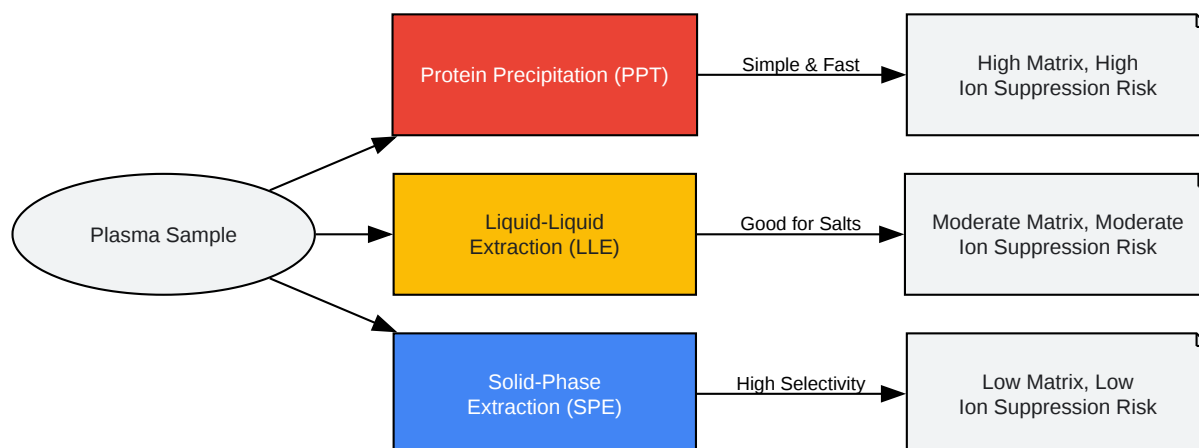 Protein Precipitation (PPT)
Simple & Fast
High Matrix, High
Ion Suppression Risk
Plasma Sample
Liquid-Liquid
Extraction (LLE)
Good for Salts
Moderate Matrix, Moderate
Ion Suppression Risk
Solid-Phase
Extraction (SPE)
High Selectivity
Low Matrix, Low
Ion Suppression Risk